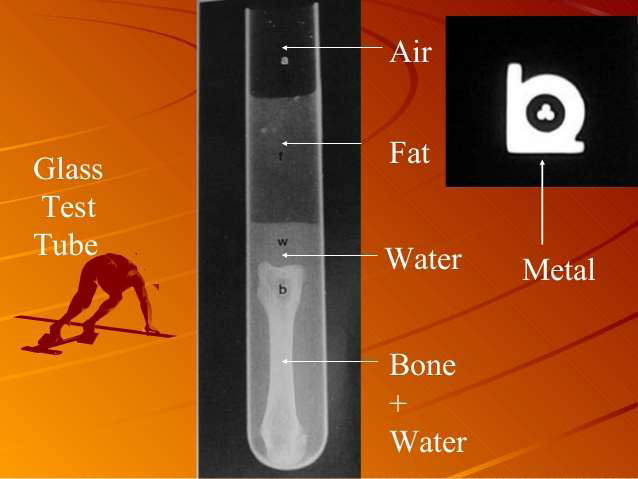 Glass
Test
Tube
a
Air
f
Fat
w
Water
b
Bone
+
Water
Metal